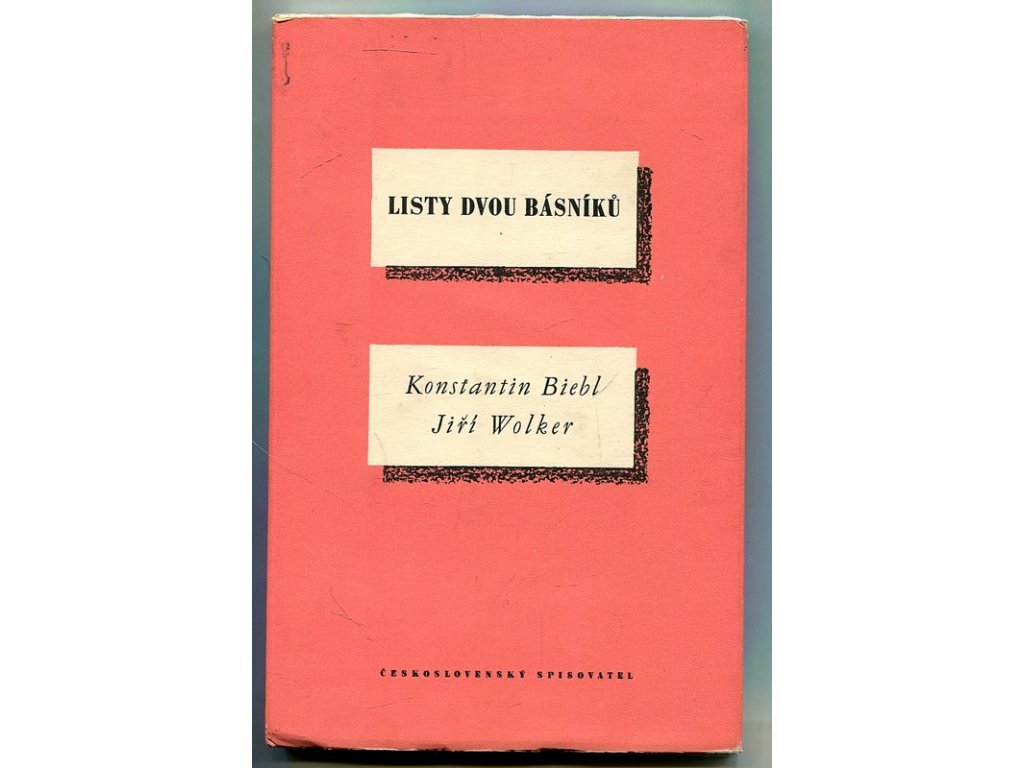 LISTY DVOU BÁSNÍKŮ
Konstantin Biebl
Jiří Wolker
ČESKOSLOVENSKÝ SPISOVATEL